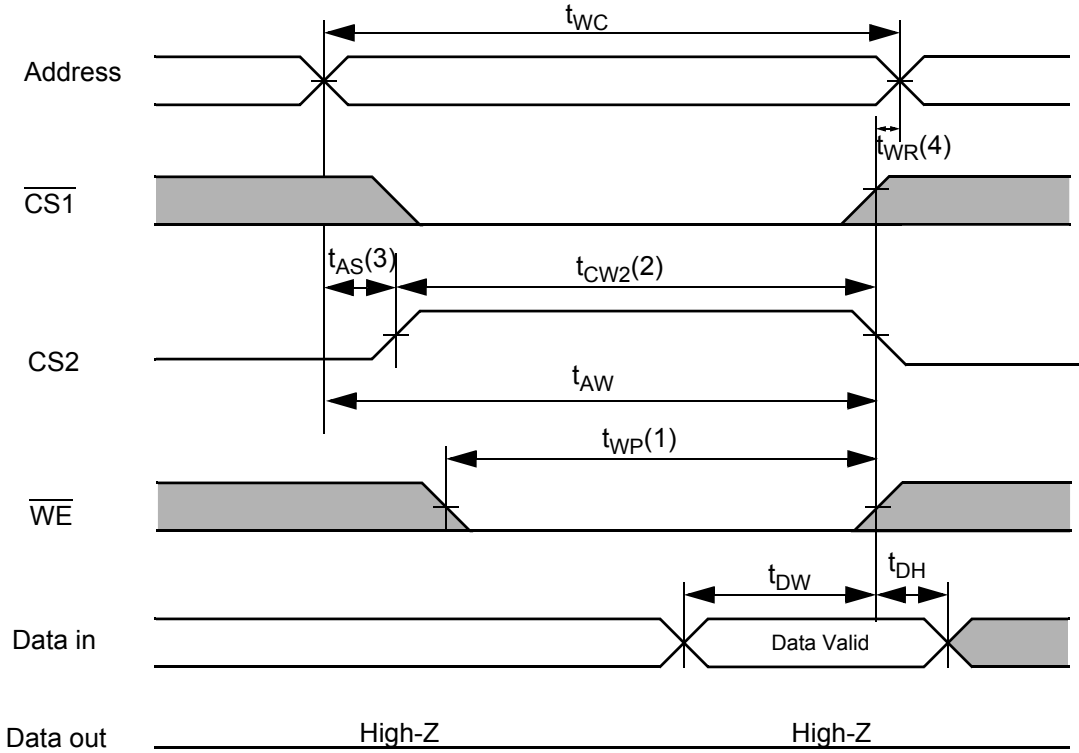 tWC
Address
tWR(4)
CS1
tAS(3)
tCW2(2)
CS2
tAW
tWP(1)
WE
tDW
tDH
Data in
Data Valid
Data out
High-Z
High-Z